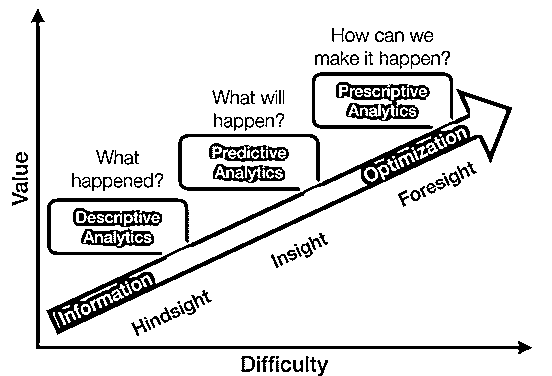 How can we
make it happen?
Prescriptive
Analytics
What will
happen?
Predictive
Analytics
Optimization
What
happened?
Foresight
Descriptive
Analytics
Insight
Information
Hindsight
Value
Difficulty